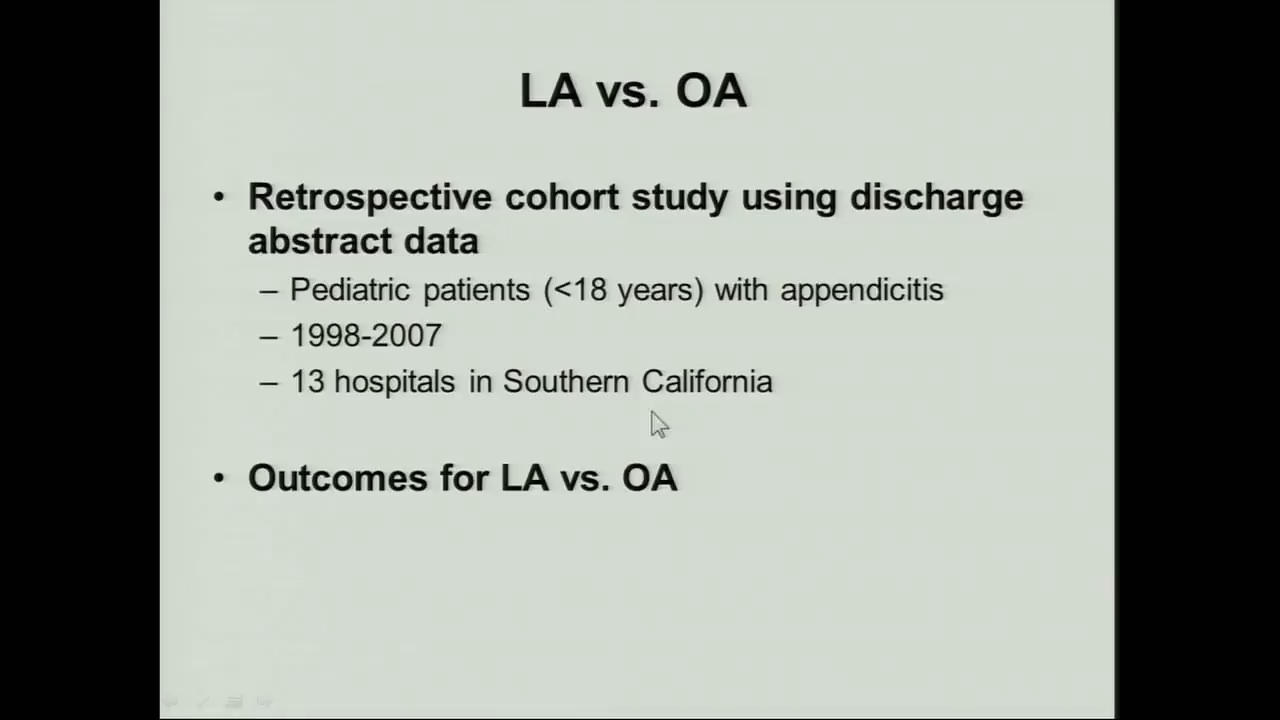 LA vs. OA
• Retrospective cohort study using discharge
abstract data
– Pediatric patients (<18 years) with appendicitis
– 1998-2007
– 13 hospitals in Southern California
• Outcomes for LA vs. OA